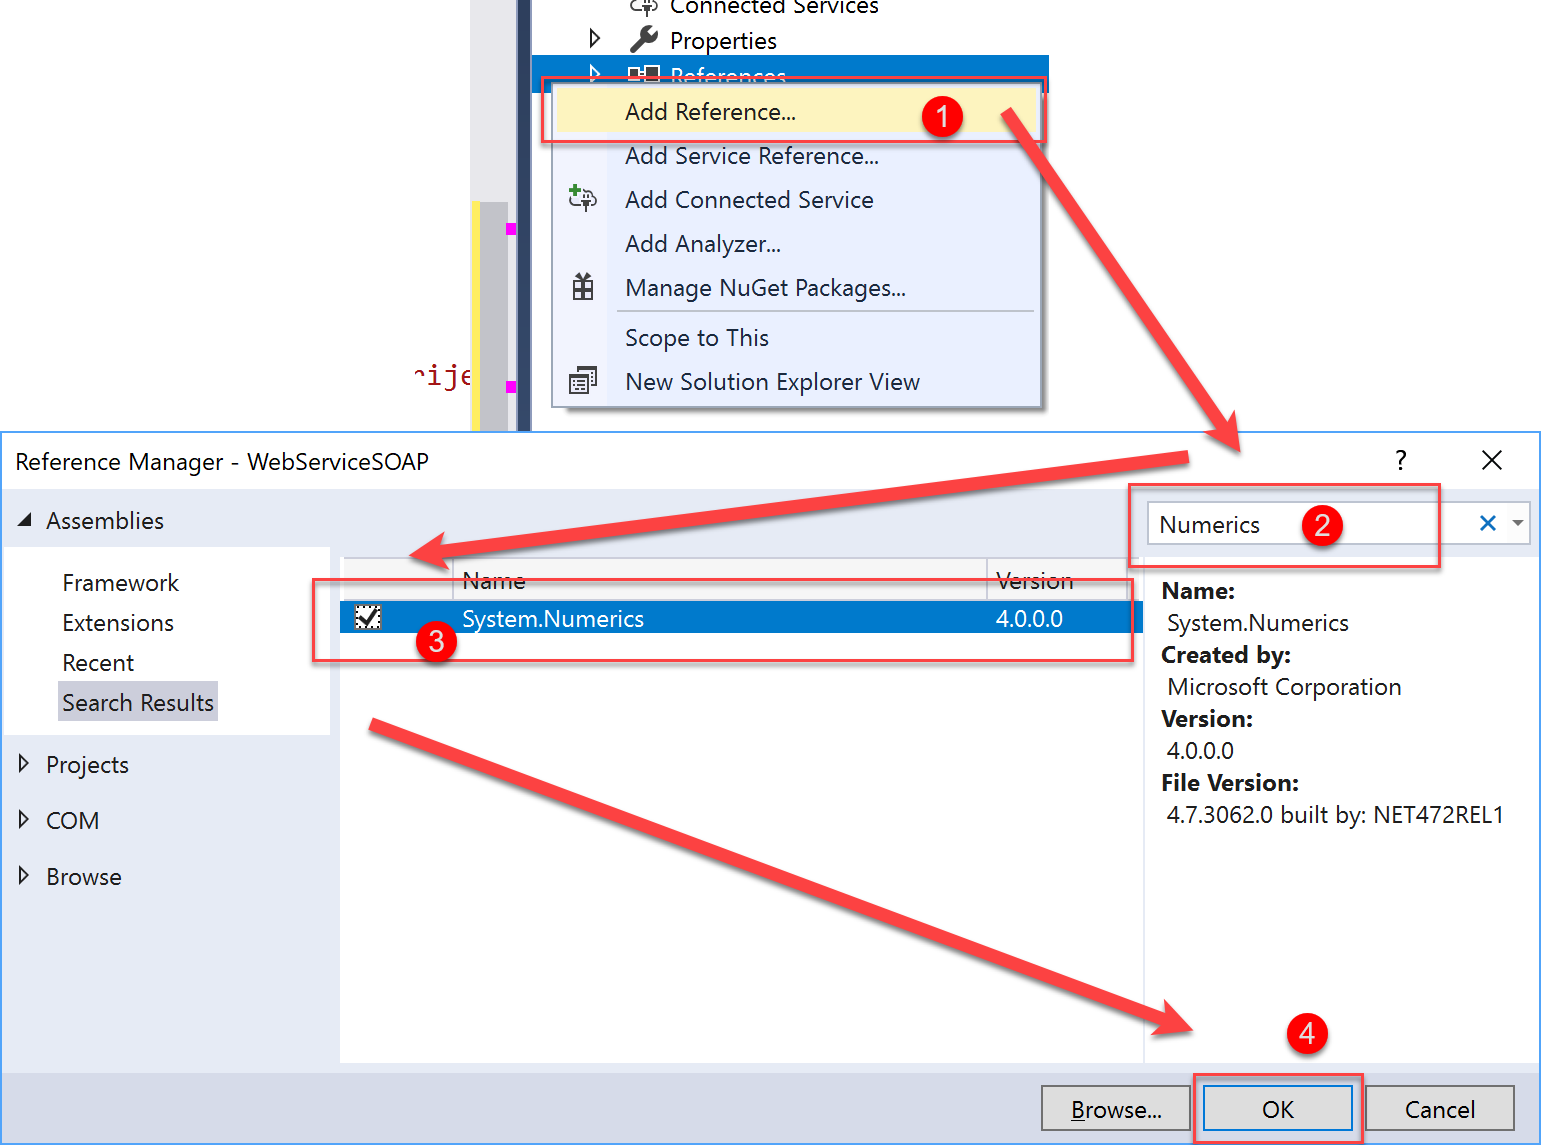 Connected Services
Properties
References
Add Reference...
1
Add Service Reference...
Add Connected Service
Add Analyzer...
Manage NuGet Packages...
Scope to This
New Solution Explorer View
rije
Reference Manager - WebServiceSOAP
?
Assemblies
Numerics
2
Framework
Extensions
Recent
Search Results
Projects
COM
Browse
Name Version
System.Numerics 4.0.0.0
3
Name:
System.Numerics
Created by:
Microsoft Corporation
Version:
4.0.0.0
File Version:
4.7.3062.0 built by: NET472REL1
4
Browse... OK Cancel